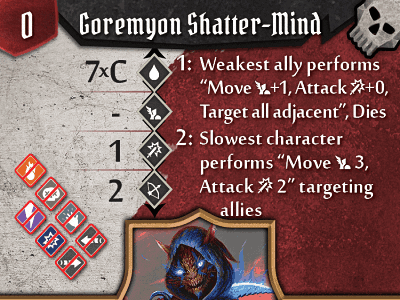 0 Goremyon Shatter-Mind
7xC
-
1
2
1: Weakest ally performs
“Move +1, Attack +0,
Target all adjacent”, Dies
2: Slowest character
performs “Move 3,
Attack 2” targeting
allies